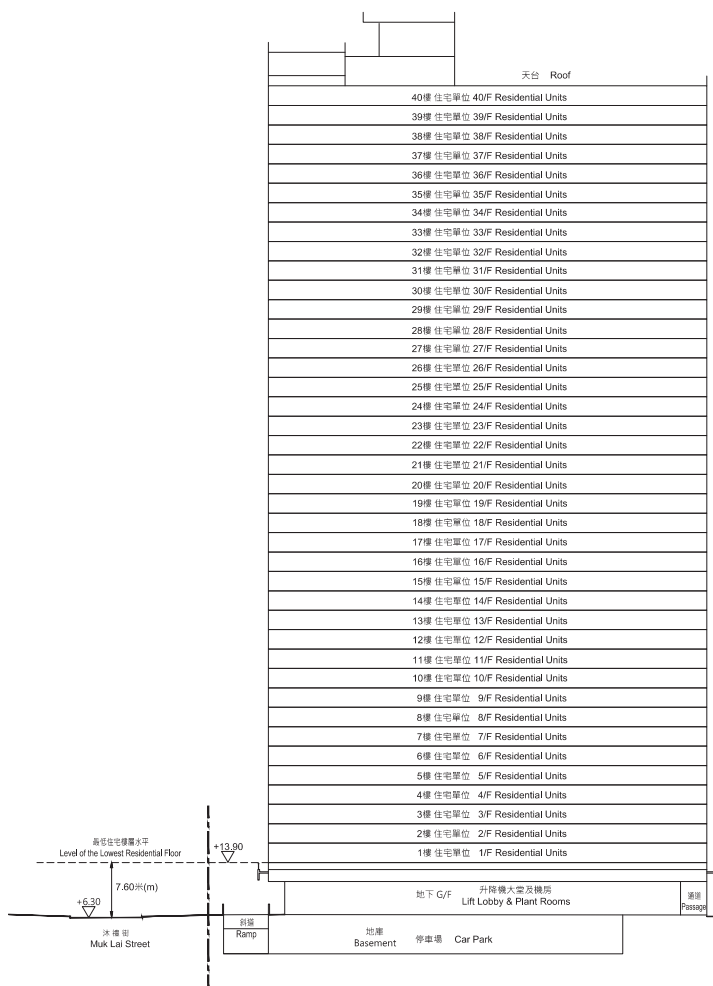 天台 Roof
40樓 住宅單位 40/F Residential Units
39樓 住宅單位 39/F Residential Units
38樓 住宅單位 38/F Residential Units
37樓 住宅單位 37/F Residential Units
36樓 住宅單位 36/F Residential Units
35樓 住宅單位 35/F Residential Units
34樓 住宅單位 34/F Residential Units
33樓 住宅單位 33/F Residential Units
32樓 住宅單位 32/F Residential Units
31樓 住宅單位 31/F Residential Units
30樓 住宅單位 30/F Residential Units
29樓 住宅單位 29/F Residential Units
28樓 住宅單位 28/F Residential Units
27樓 住宅單位 27/F Residential Units
26樓 住宅單位 26/F Residential Units
25樓 住宅單位 25/F Residential Units
24樓 住宅單位 24/F Residential Units
23樓 住宅單位 23/F Residential Units
22樓 住宅單位 22/F Residential Units
21樓 住宅單位 21/F Residential Units
20樓 住宅單位 20/F Residential Units
19樓 住宅單位 19/F Residential Units
18樓 住宅單位 18/F Residential Units
17樓 住宅單位 17/F Residential Units
16樓 住宅單位 16/F Residential Units
15樓 住宅單位 15/F Residential Units
14樓 住宅單位 14/F Residential Units
13樓 住宅單位 13/F Residential Units
12樓 住宅單位 12/F Residential Units
11樓 住宅單位 11/F Residential Units
10樓 住宅單位 10/F Residential Units
9樓 住宅單位 9/F Residential Units
8樓 住宅單位 8/F Residential Units
7樓 住宅單位 7/F Residential Units
6樓 住宅單位 6/F Residential Units
5樓 住宅單位 5/F Residential Units
4樓 住宅單位 4/F Residential Units
3樓 住宅單位 3/F Residential Units
2樓 住宅單位 2/F Residential Units
1樓 住宅單位 1/F Residential Units
最低住宅樓層水平
Level of the Lowest Residential Floor
+13.90
7.60米(m)
+6.30
沐禮街
Muk Lai Street
地下 G/F
升降機大堂及機房
Lift Lobby & Plant Rooms
通道
Passage
斜道
Ramp
地庫
Basement
停車場 Car Park